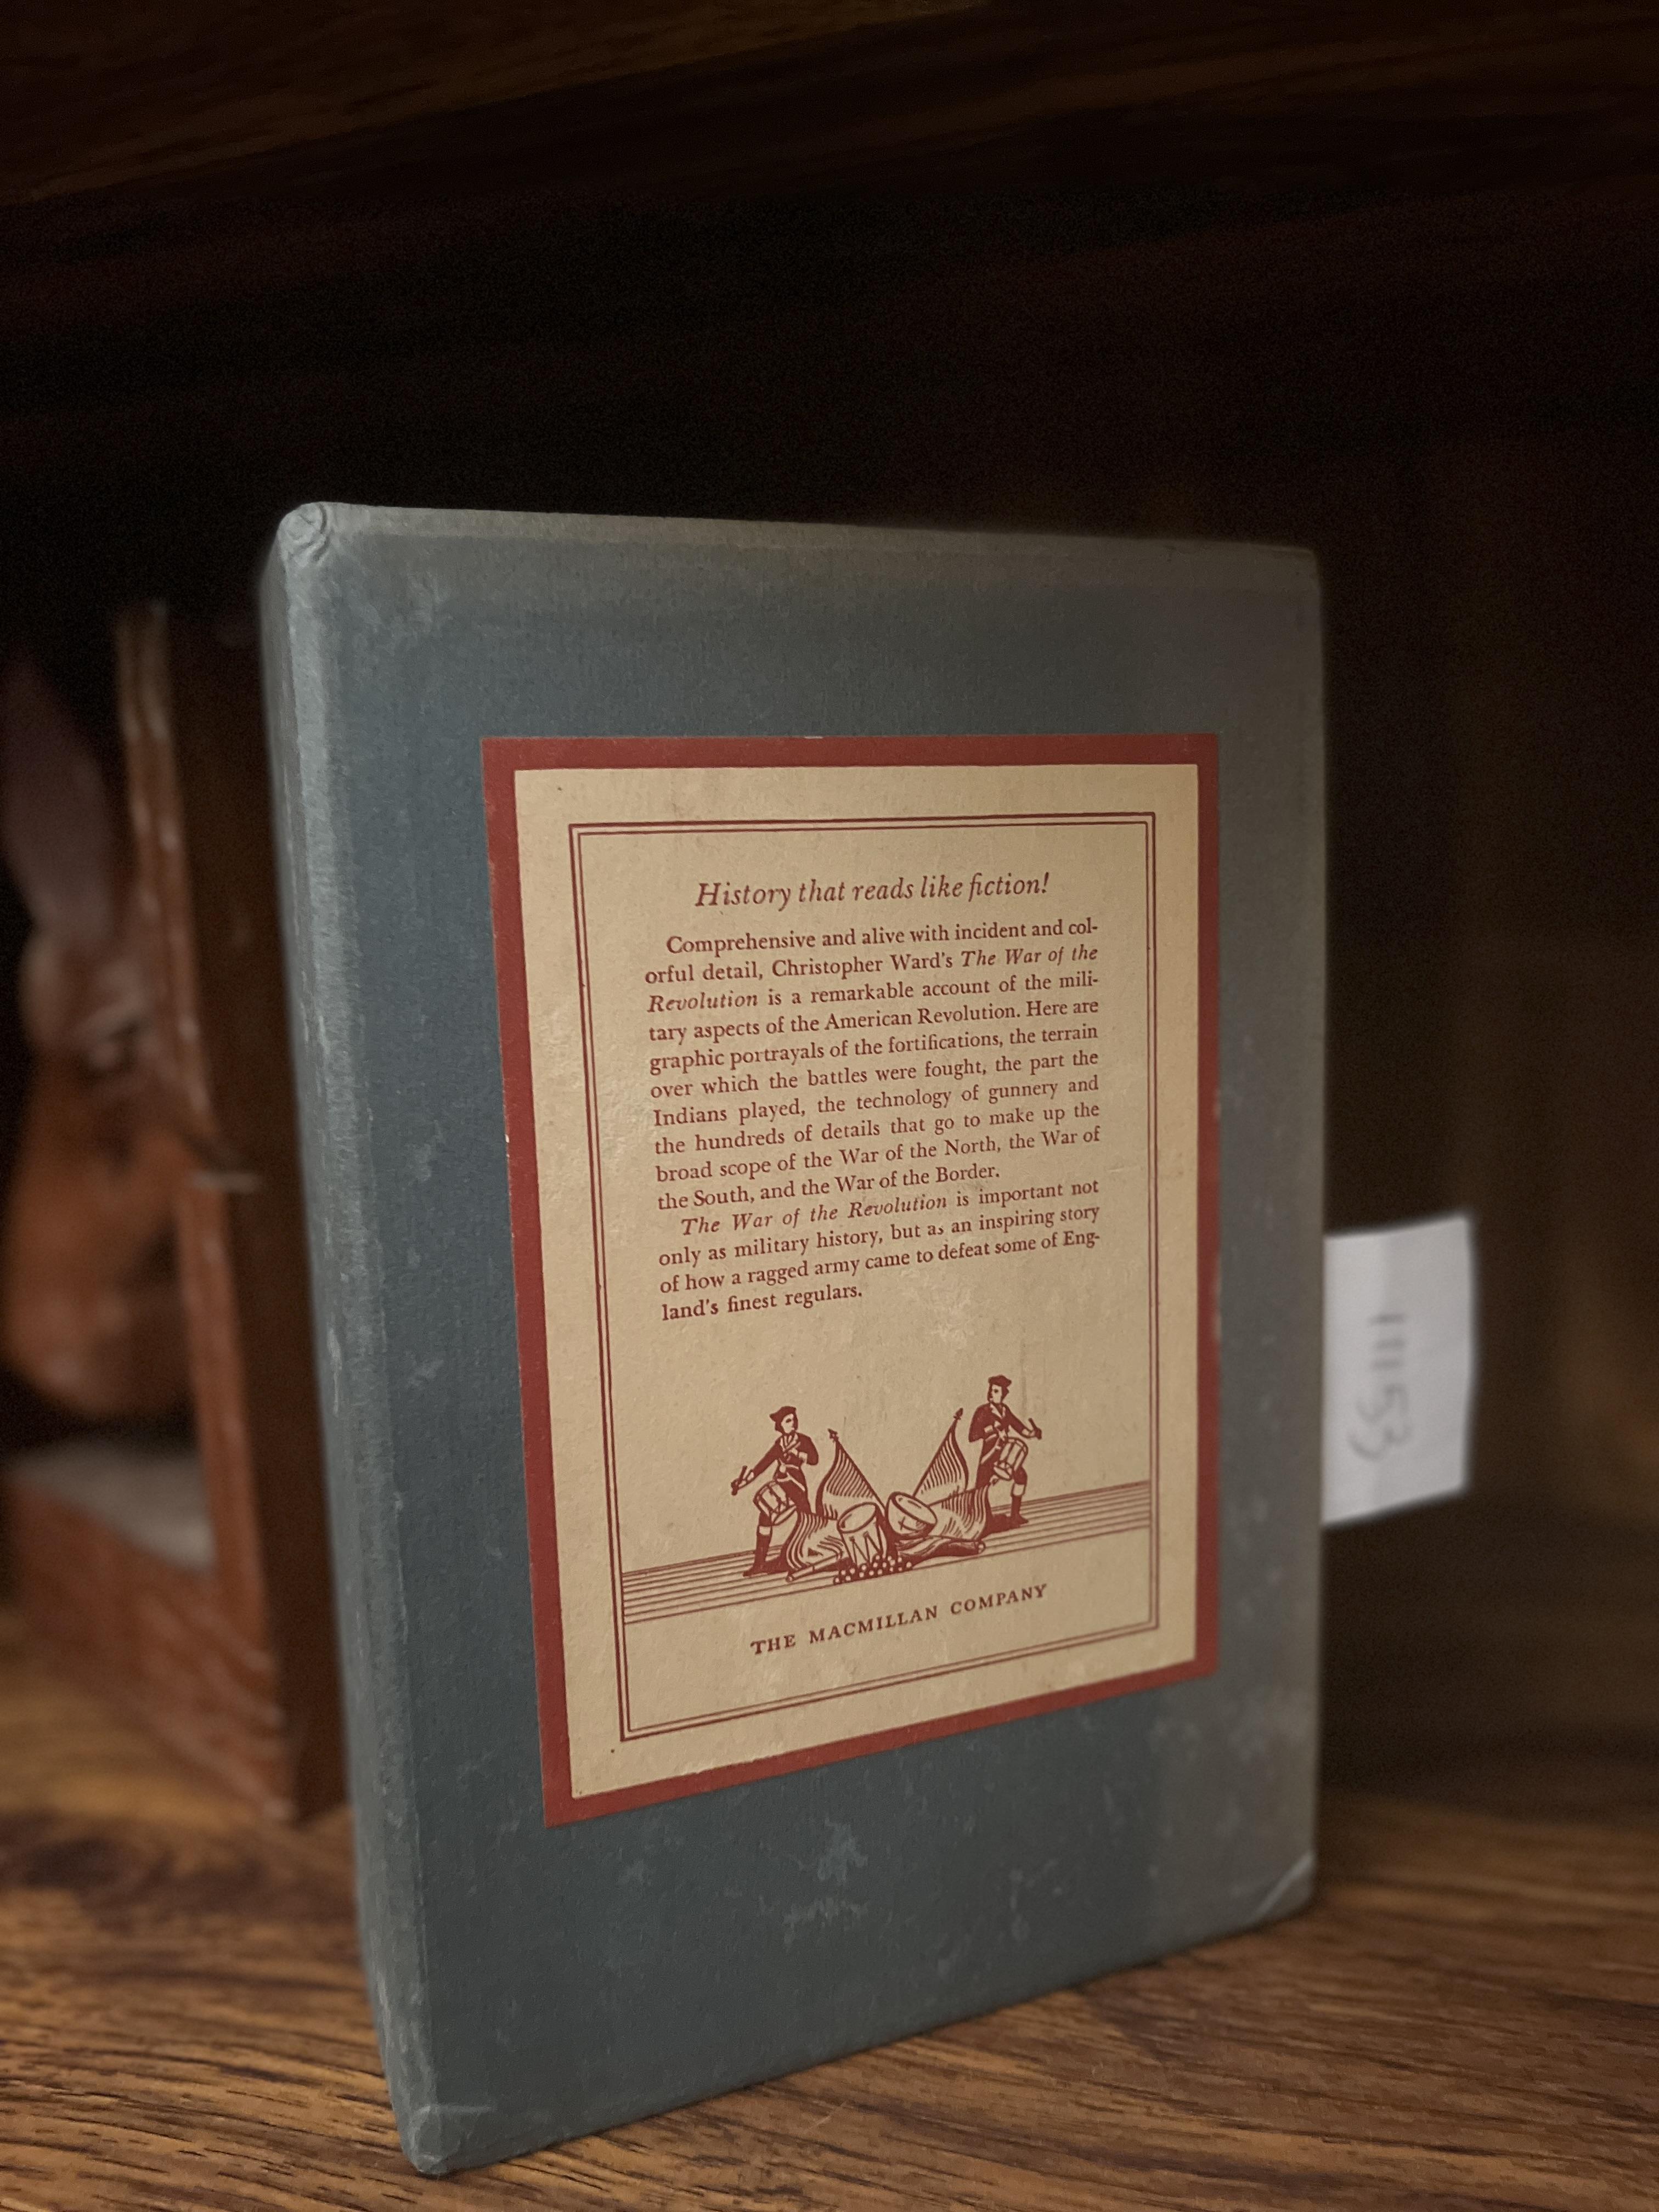 History that reads like fiction!
Comprehensive and alive with incident and col-
orful detail, Christopher Ward's The War of the
Revolution is a remarkable account of the mili-
tary aspects of the American Revolution. Here are
graphic portrayals of the fortifications, the terrain
over which the battles were fought, the part the
Indians played, the technology of gunnery and
the hundreds of details that go to make up the
broad scope of the War of the North, the War of
the South, and the War of the Border.
The War of the Revolution is important not
only as military history, but as an inspiring story
of how a ragged army came to defeat some of Eng-
land's finest regulars.
THE MACMILLAN COMPANY